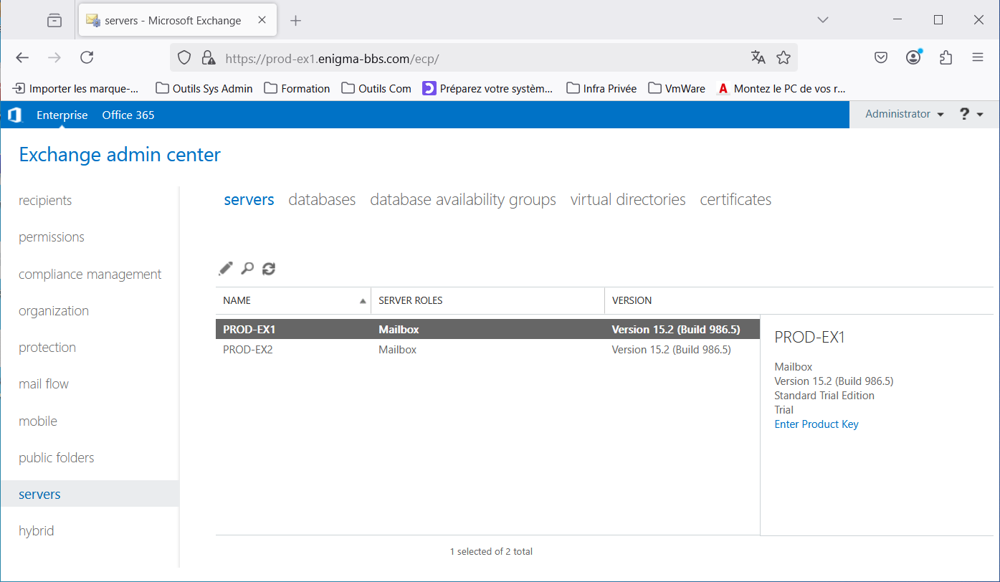 servers - Microsoft Exchange
https://prod-ex1.enigma-bbs.com/ecp/
Importer les marque-... Outils Sys Admin Formation Outils Com Préparez votre systèm... Infra Privée VmWare A Montez le PC de vos r...
Enterprise Office 365 Administrator ?
Exchange admin center
recipients
permissions
compliance management
organization
protection
mail flow
mobile
public folders
servers
hybrid
servers databases database availability groups virtual directories certificates
NAME SERVER ROLES VERSION
PROD-EX1 Mailbox Version 15.2 (Build 986.5)
PROD-EX2 Mailbox Version 15.2 (Build 986.5)
1 selected of 2 total
PROD-EX1
Mailbox
Version 15.2 (Build 986.5)
Standard Trial Edition
Trial
Enter Product Key